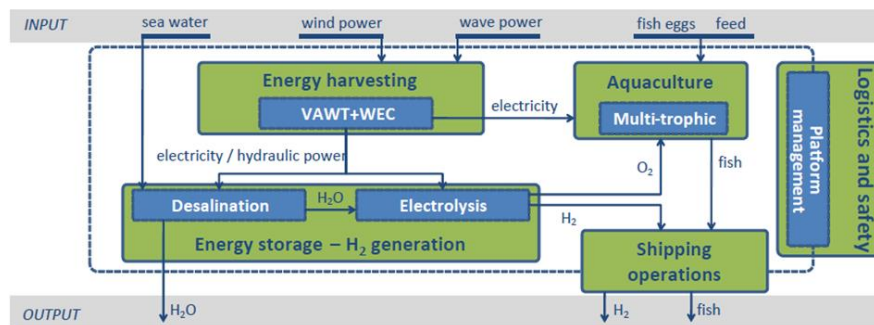 INPUT
sea water
wind power
wave power
fish eggs
feed
Energy harvesting
VAWT+WEC
electricity
Aquaculture
Multi-trophic
Logistics and safety
Platform
management
electricity / hydraulic power
O₂
fish
Desalination
H₂O
Electrolysis
H₂
Energy storage – H₂ generation
Shipping
operations
OUTPUT
H₂O
H₂
fish